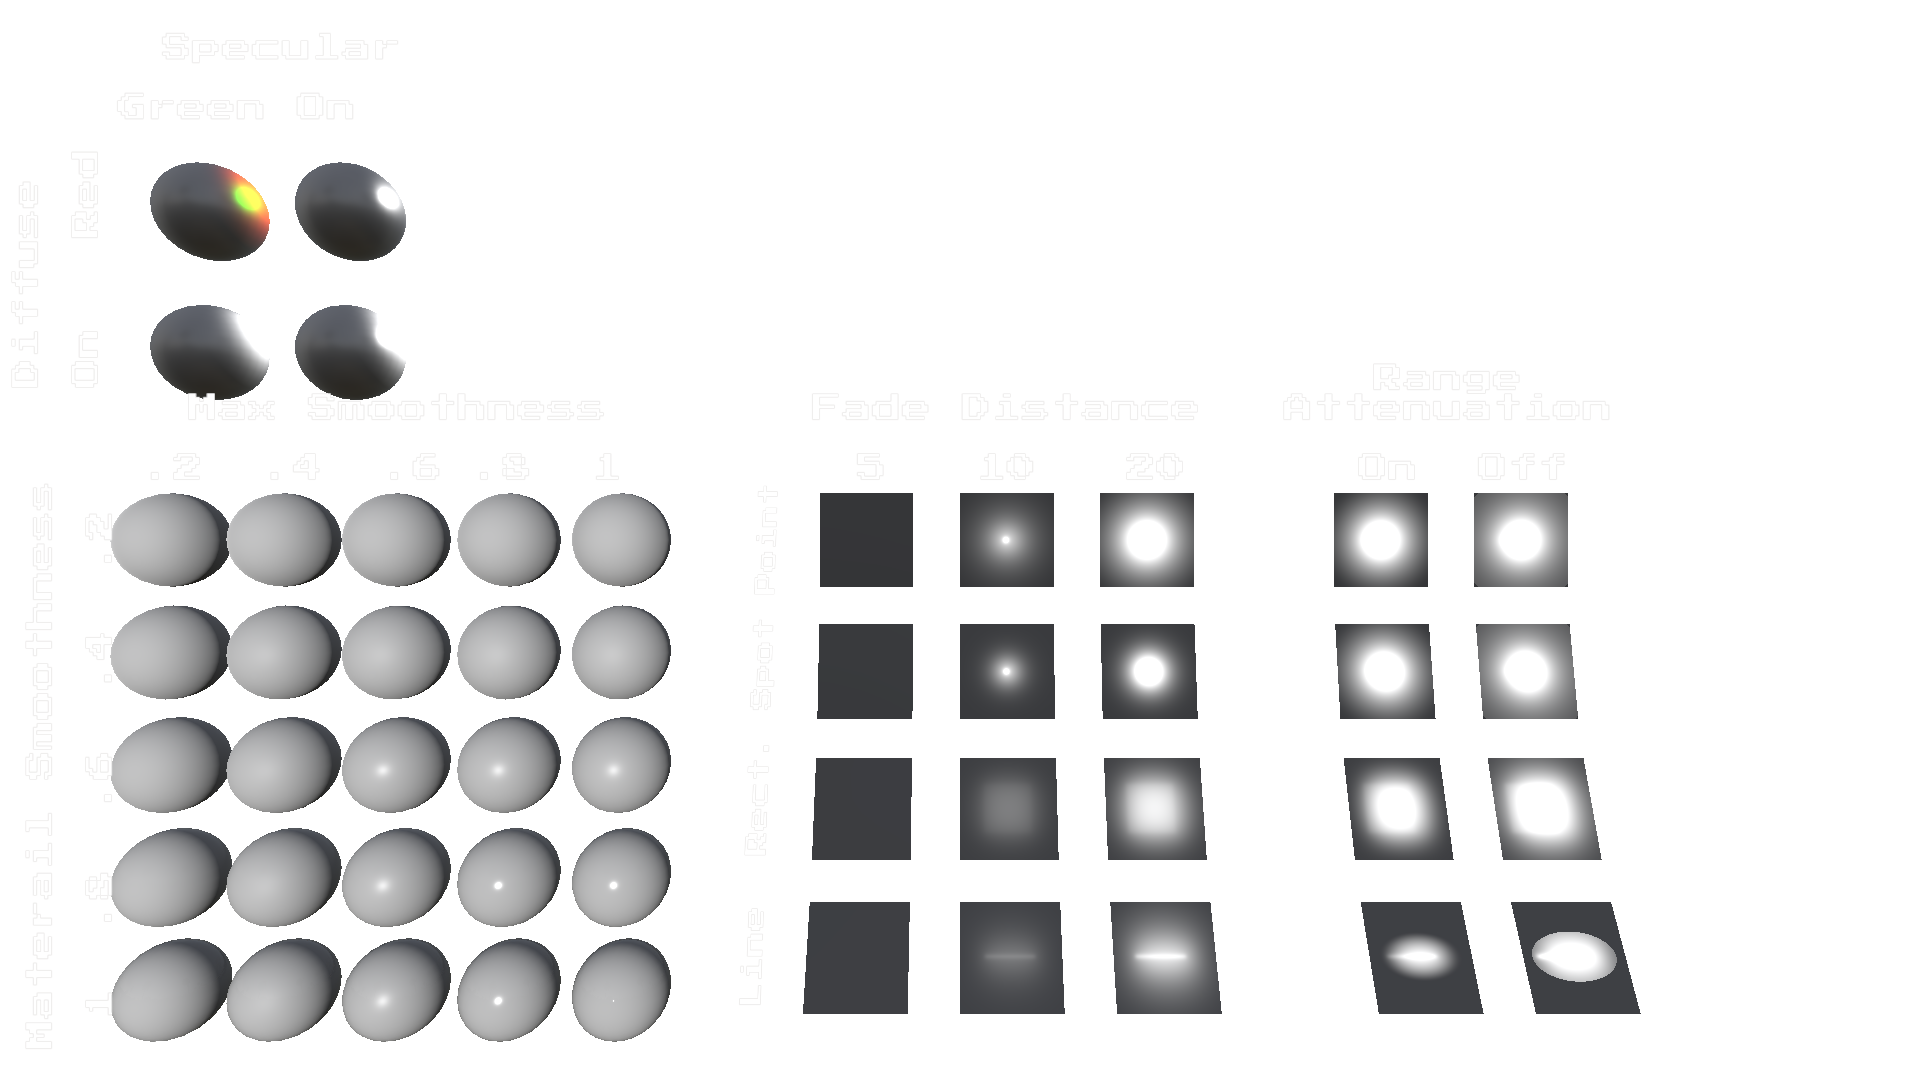 Specular
Green On
Diffuse
Red
On
Max Smoothness
.2 .4 .6 .8 1
Materail Smoothness
.2
.4
.6
.8
1
Fade Distance
5 10 20
Point
Spot
Rect.
Line
Range
Attenuation
On Off